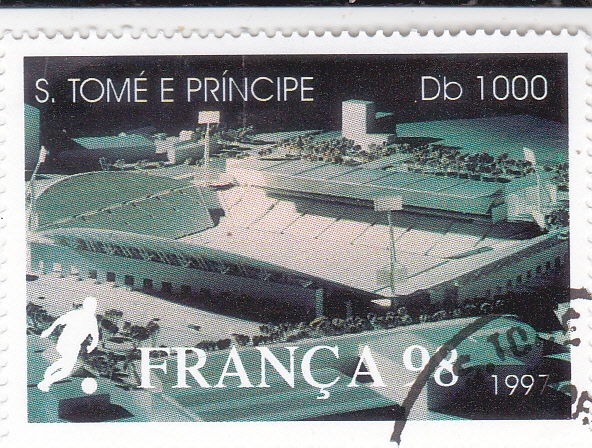 S. TOMÉ E PRÍNCIPE
Db 1000
FRANÇA 98
1997